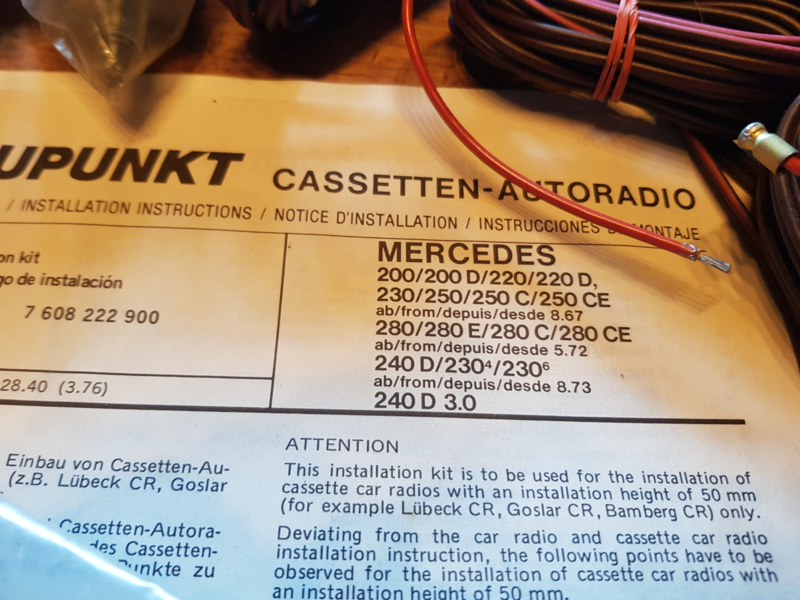 UPUNKT CASSETTEN-AUTORADIO
/ INSTALLATION INSTRUCTIONS / NOTICE D'INSTALLATION / INSTRUCCIONES DE MONTAJE
on kit
go de instalación
7 608 222 900
28.40 (3.76)
MERCEDES
200/200 D/220/220 D,
230/250/250 C/250 CE
ab/from/depuis/desde 8.67
280/280 E/280 C/280 CE
ab/from/depuis/desde 5.72
240 D/230⁴/230⁶
ab/from/depuis/desde 8.73
240 D 3.0
Einbau von Cassetten-Au-
(z.B. Lübeck CR, Goslar
Cassetten-Autora-
des Cassetten-
Punkte zu
ATTENTION
This installation kit is to be used for the installation of
cassette car radios with an installation height of 50 mm
(for example Lübeck CR, Goslar CR, Bamberg CR) only.
Deviating from the car radio and cassette car radio
installation instruction, the following points have to be
observed for the installation of cassette car radios with
an installation height of 50 mm.